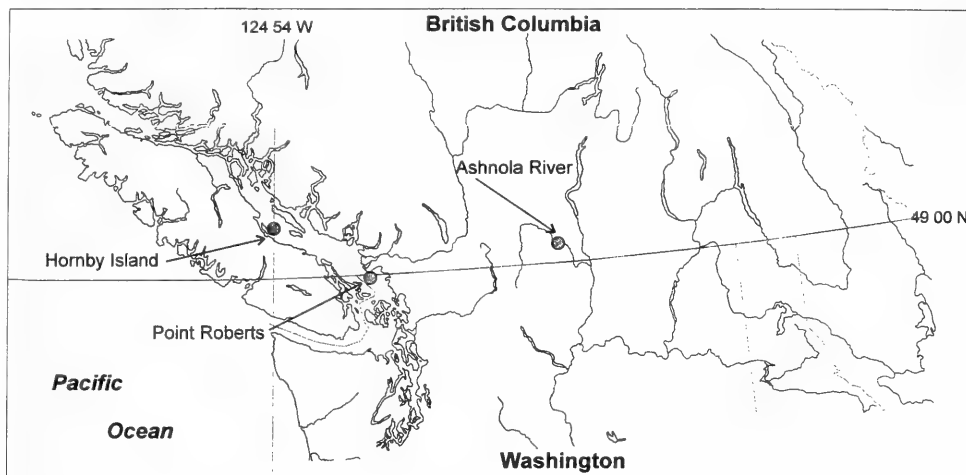 British Columbia
124 54 W
Ashnola River
49 00 N
Hornby Island
Point Roberts
Pacific
Ocean
Washington